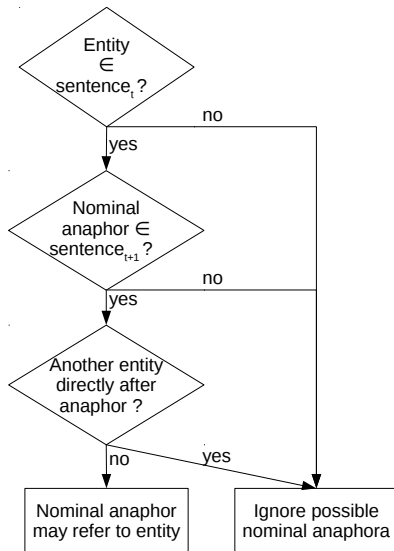 Entity
∈
sentence_t ?
no
yes
Nominal
anaphor ∈
sentence_{t+1} ?
no
yes
Another entity
directly after
anaphor ?
no
yes
Nominal anaphor
may refer to entity
Ignore possible
nominal anaphora